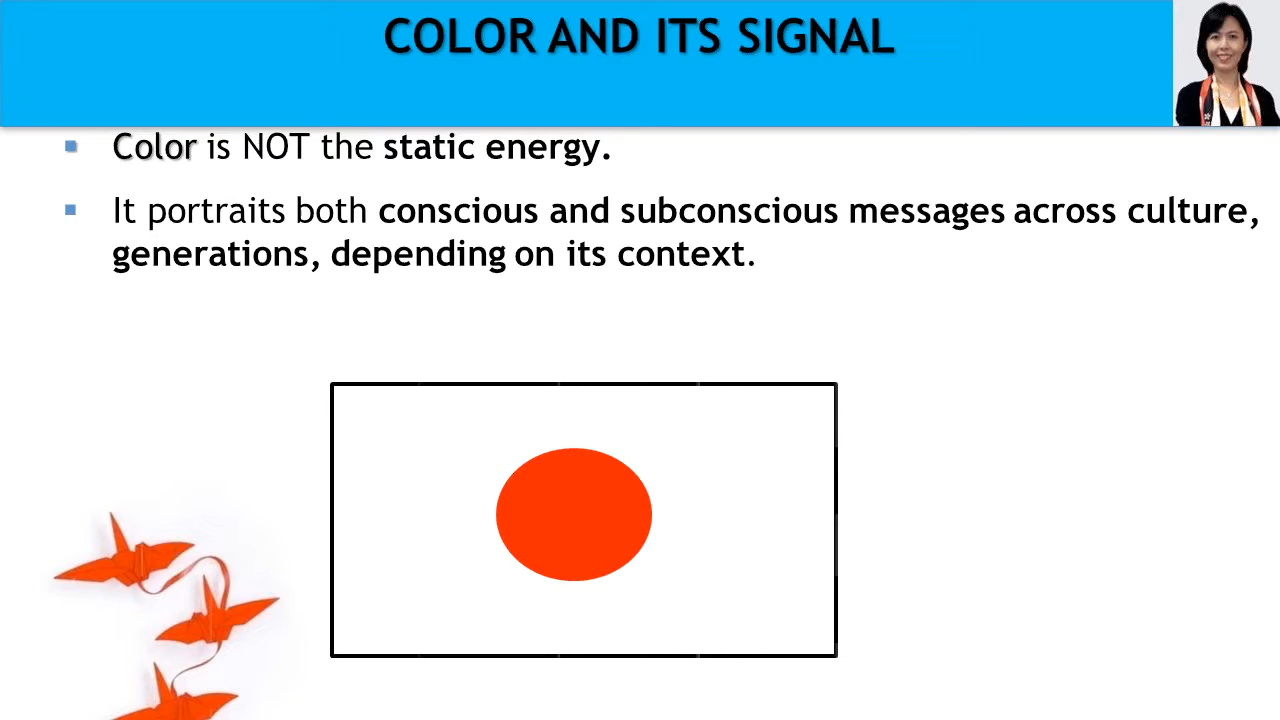 COLOR AND ITS SIGNAL
Color is NOT the static energy.
It portraits both conscious and subconscious messages across culture,
generations, depending on its context.